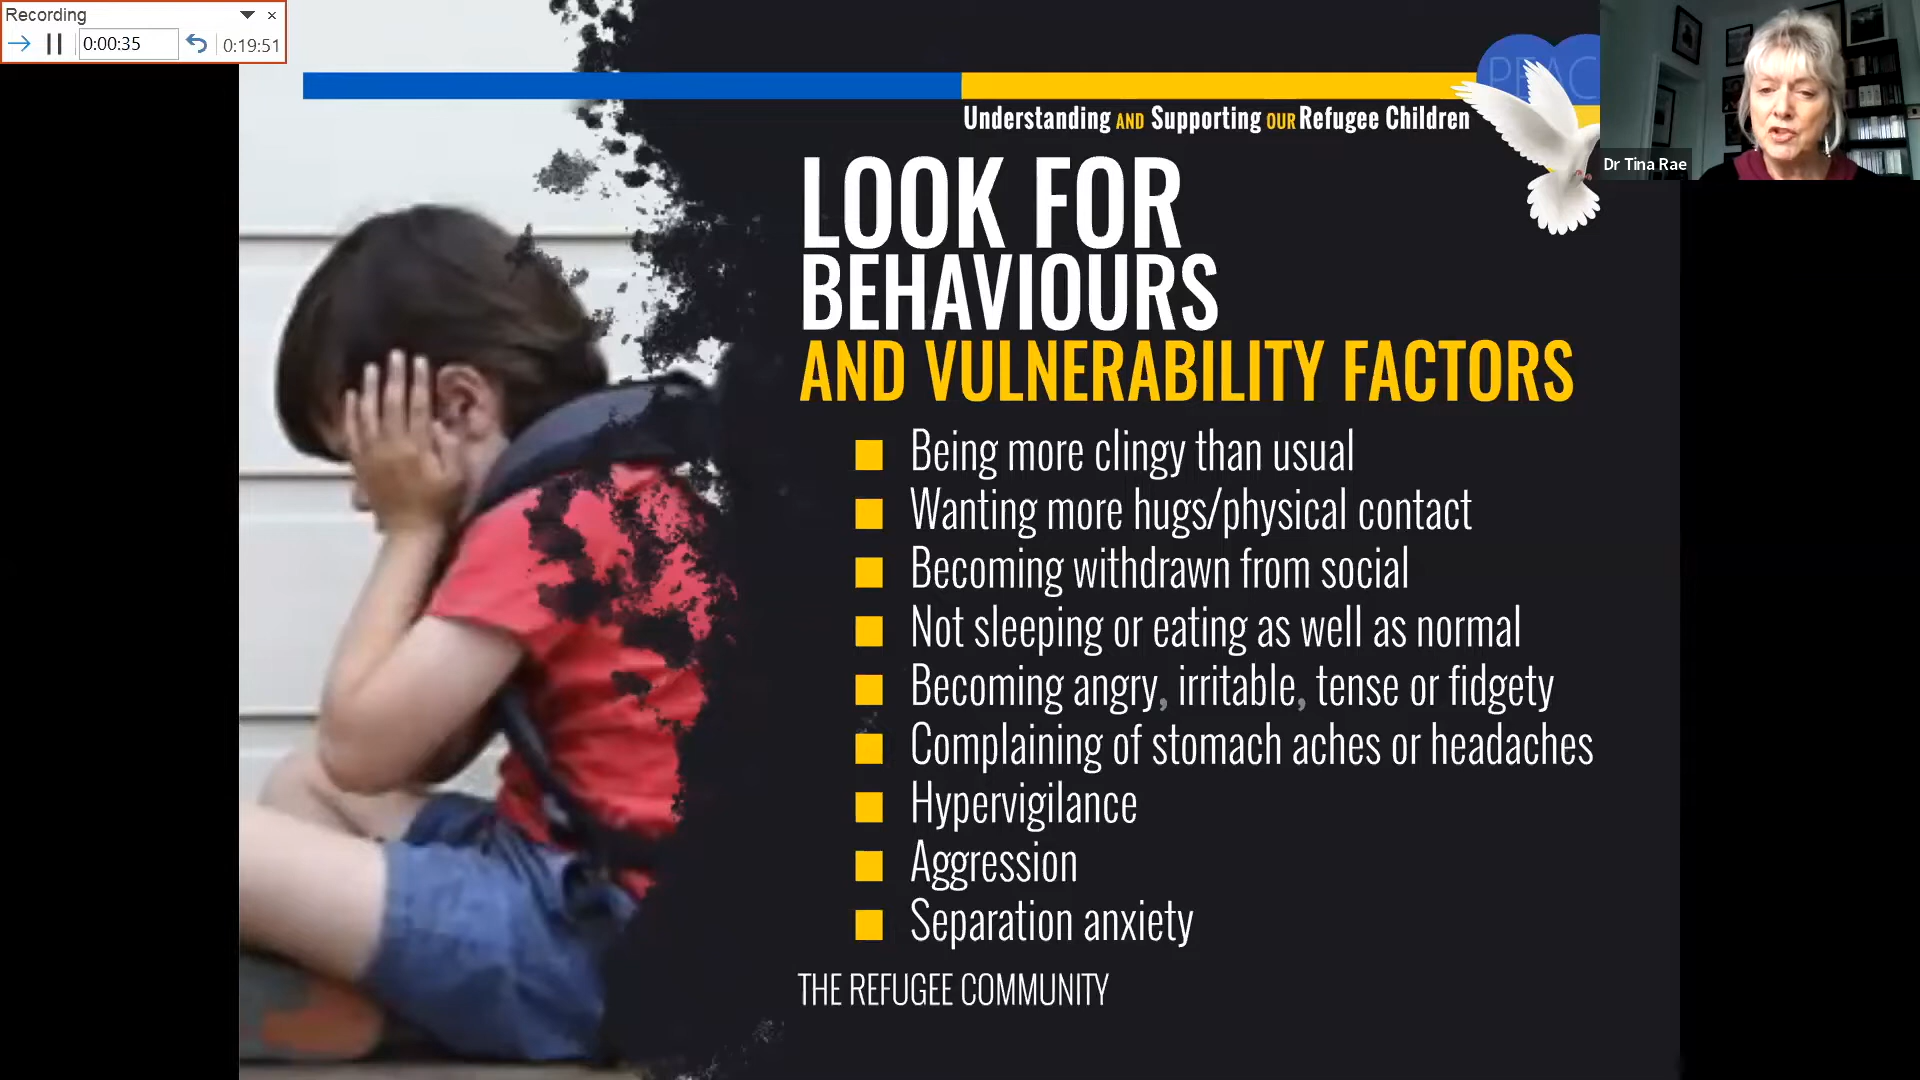 Recording
0:00:35
0:19:51
PEAC
Understanding AND Supporting OUR Refugee Children
Dr Tina Rae
LOOK FOR
BEHAVIOURS
AND VULNERABILITY FACTORS
Being more clingy than usual
Wanting more hugs/physical contact
Becoming withdrawn from social
Not sleeping or eating as well as normal
Becoming angry, irritable, tense or fidgety
Complaining of stomach aches or headaches
Hypervigilance
Aggression
Separation anxiety
THE REFUGEE COMMUNITY